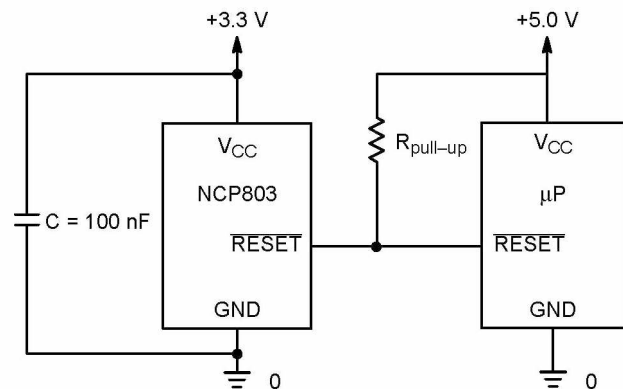 +3.3 V
+5.0 V
VCC
NCP803
RESET
GND
C = 100 nF
0
Rpull–up
VCC
μP
RESET
GND
0